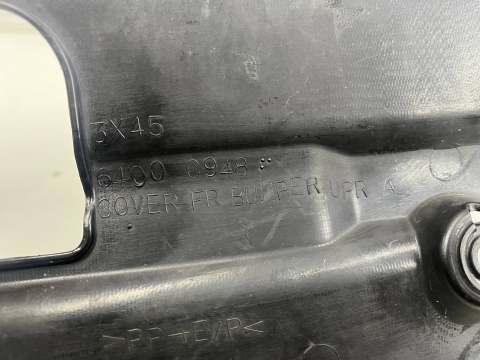 3X45
6400 C948
COVER-FR BUMPER UPR A
>PP+E/P<